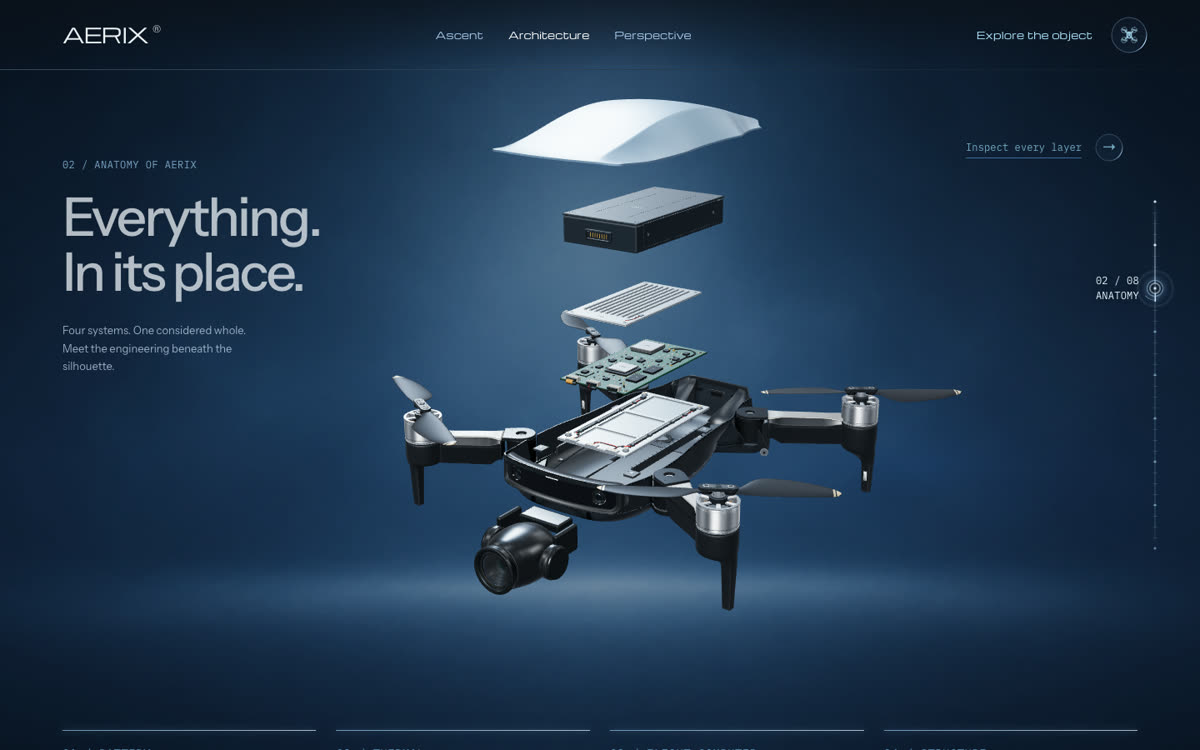 AERIX ®
Ascent
Architecture
Perspective
Explore the object
02 / ANATOMY OF AERIX
Everything.
In its place.
Four systems. One considered whole.
Meet the engineering beneath the
silhouette.
Inspect every layer
02 / 08
ANATOMY